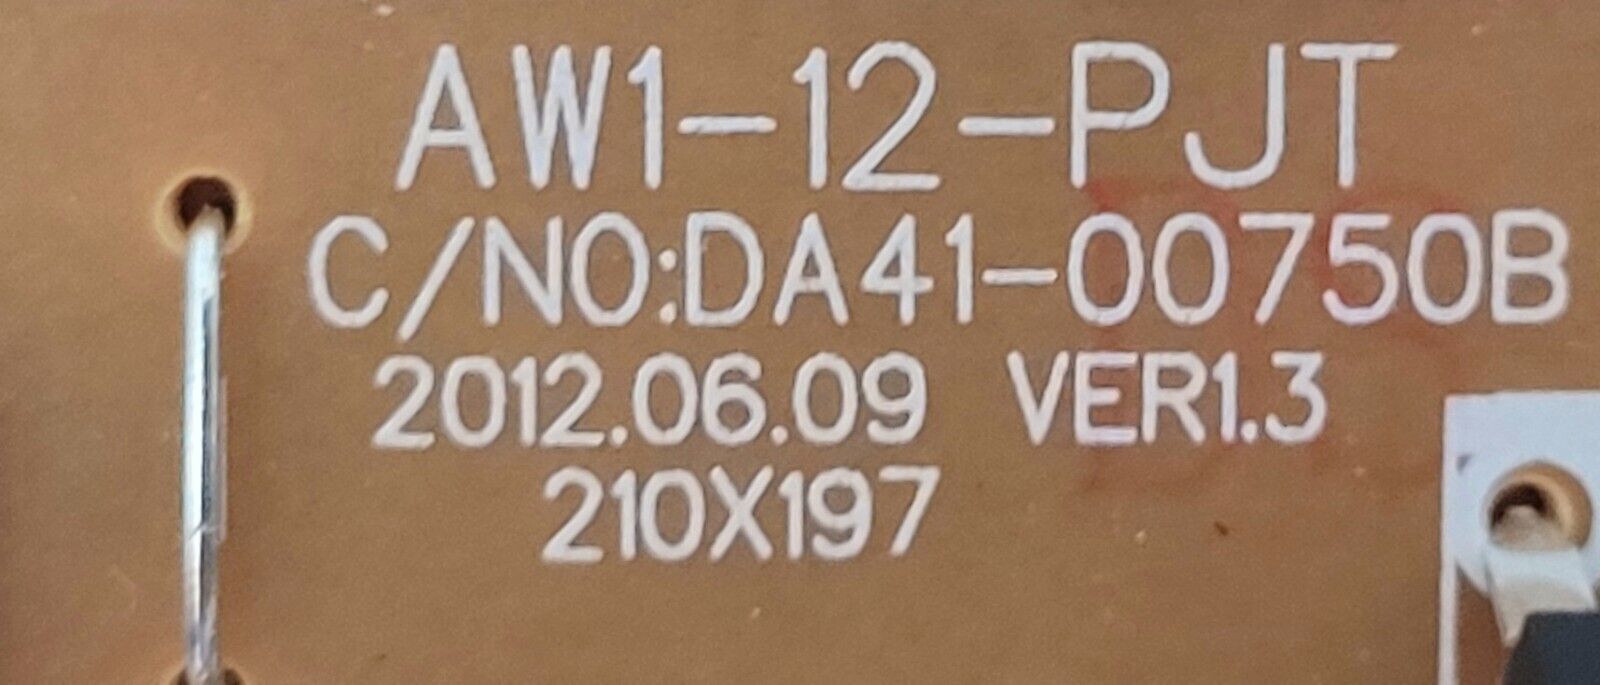 AW1-12-PJT
C/NO:DA41-00750B
2012.06.09 VER1.3
210X197